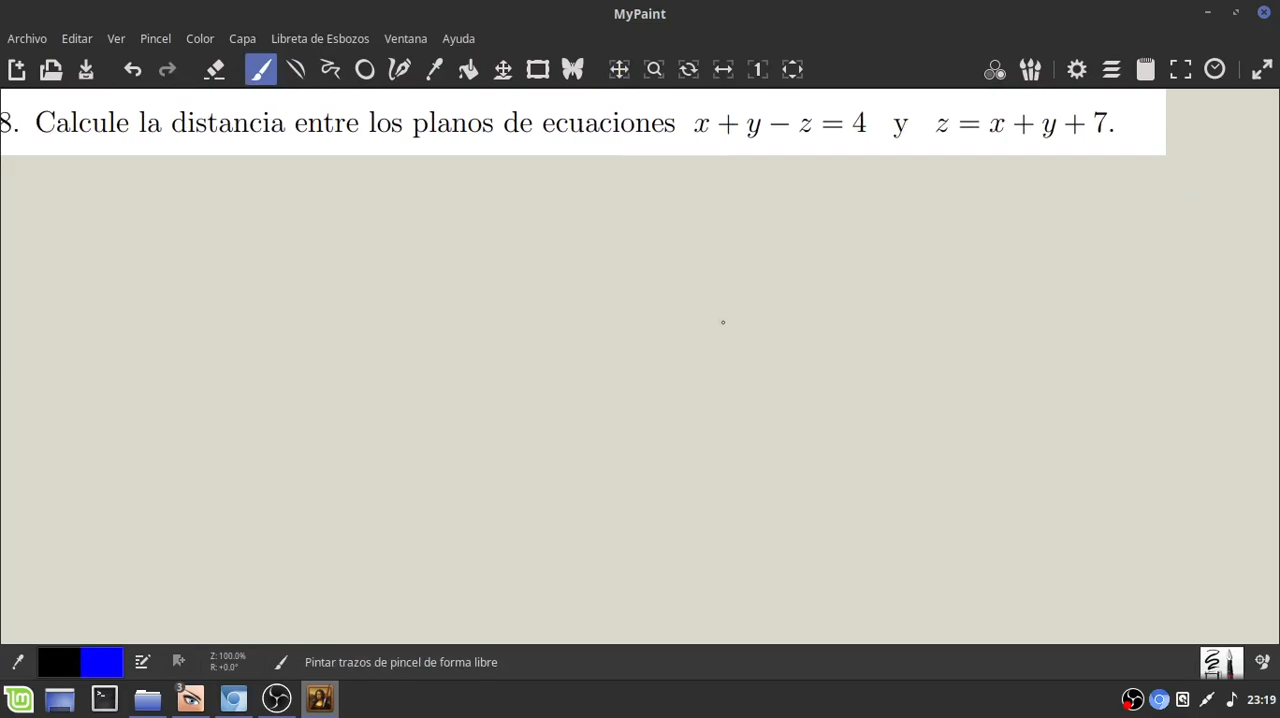 MyPaint
Archivo Editar Ver Pincel Color Capa Libreta de Esbozos Ventana Ayuda
8. Calcule la distancia entre los planos de ecuaciones x + y − z = 4 y z = x + y + 7.
Z: 100.0%
R: +0.0°
Pintar trazos de pincel de forma libre
3
23:19